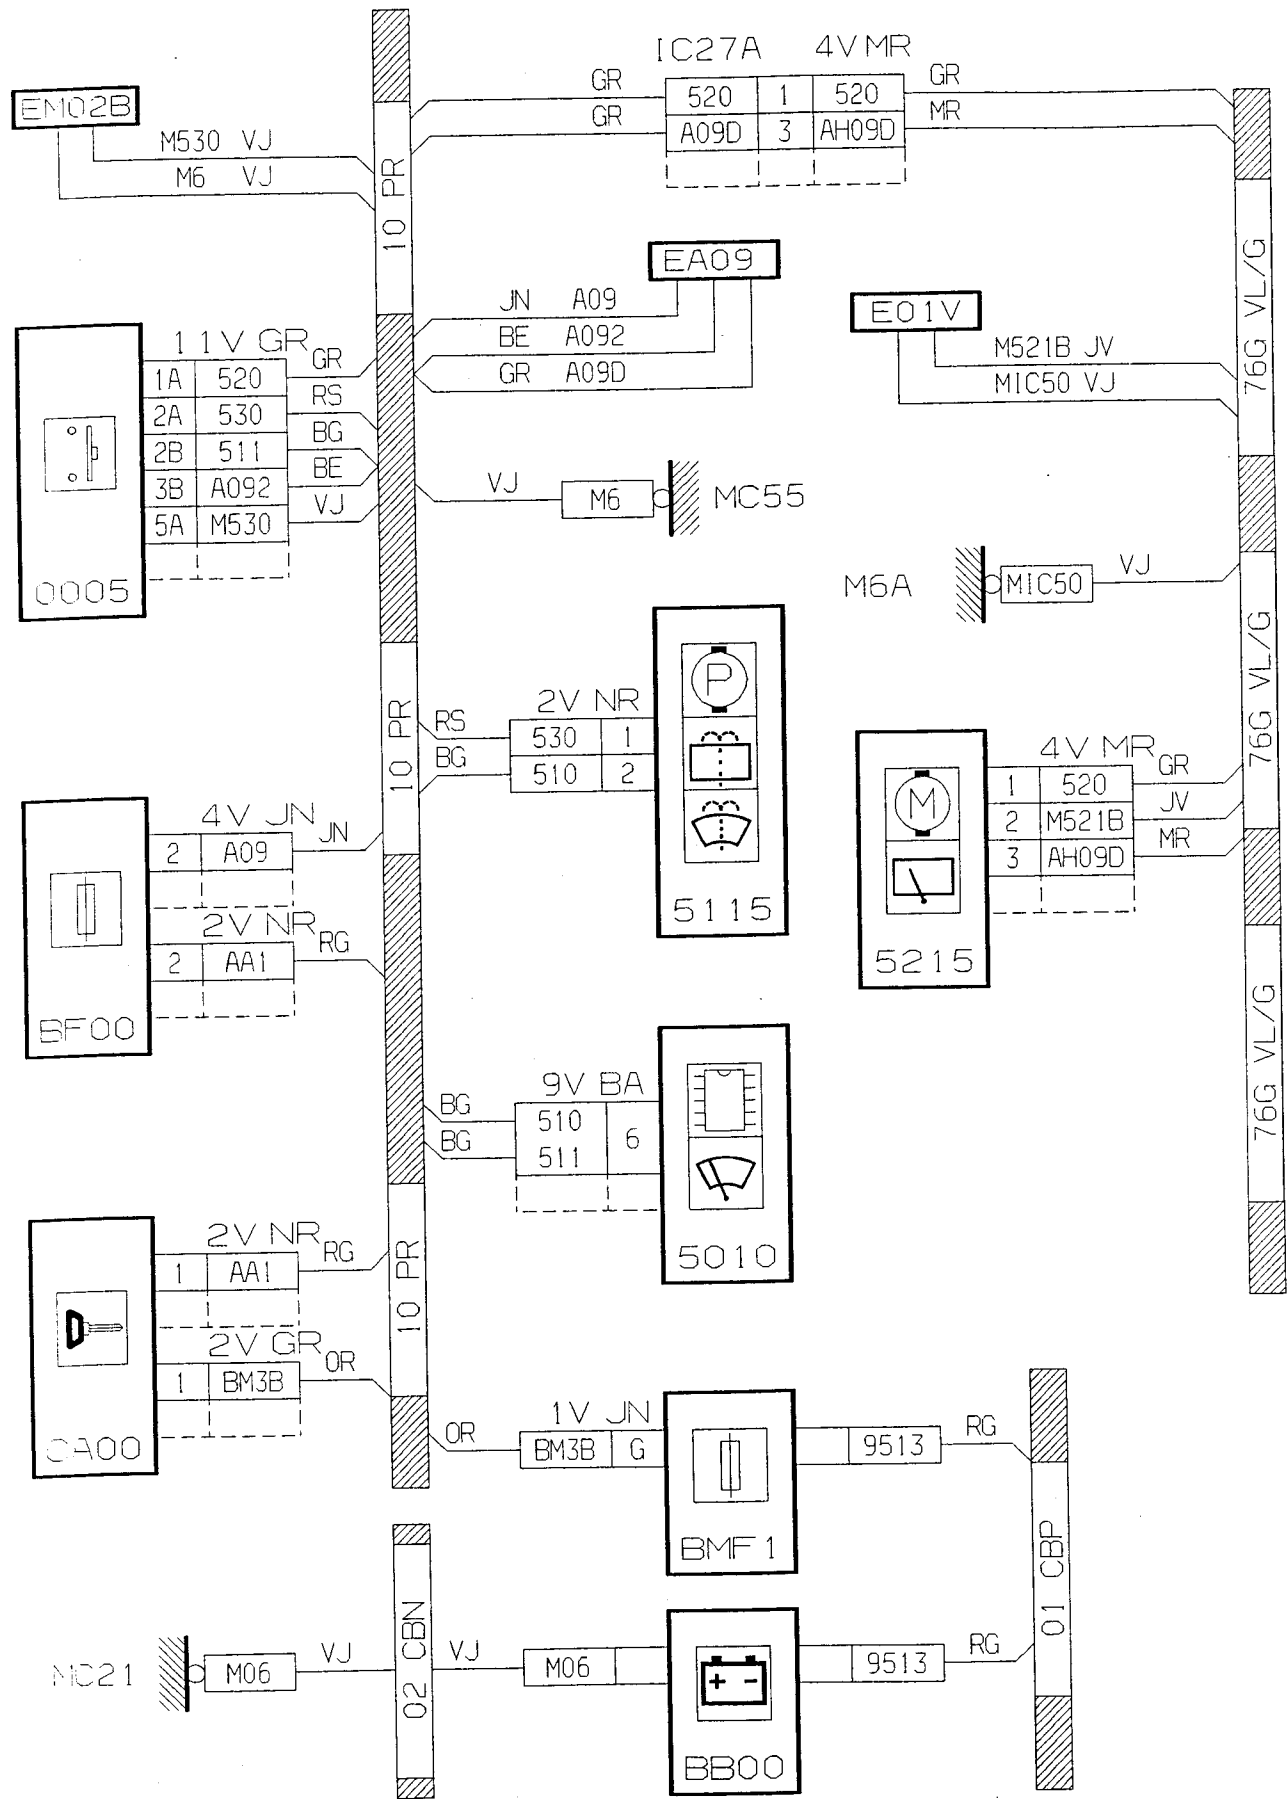 IC27A 4V MR
GR 520 1 520 GR
GR A09D 3 AH09D MR
EM02B
M530 VJ
M6 VJ
10 PR
EA09
JN A09
BE A092
GR A09D
E01V
M521B JV
MIC50 VJ
76G VL/G
11V GR
1A 520 GR
2A 530 RS
2B 511 BG
3B A092 BE
5A M530 VJ
0005
VJ M6 MC55
M6A MIC50 VJ
76G VL/G
10 PR
P
2V NR
RS 530 1
BG 510 2
5115
M
4V MR
1 520 GR
2 M521B JV
3 AH09D MR
5215
4V JN
2 A09 JN
2V NR
2 AA1 RG
BF00
76G VL/G
9V BA
BG 510 6
BG 511
5010
2V NR
1 AA1 RG
2V GR
1 BM3B OR
CA00
10 PR
1V JN
OR BM3B G
9513 RG
BMF1
01 CBP
02 CBN
MC21 M06 VJ
VJ M06
+ -
9513 RG
BB00